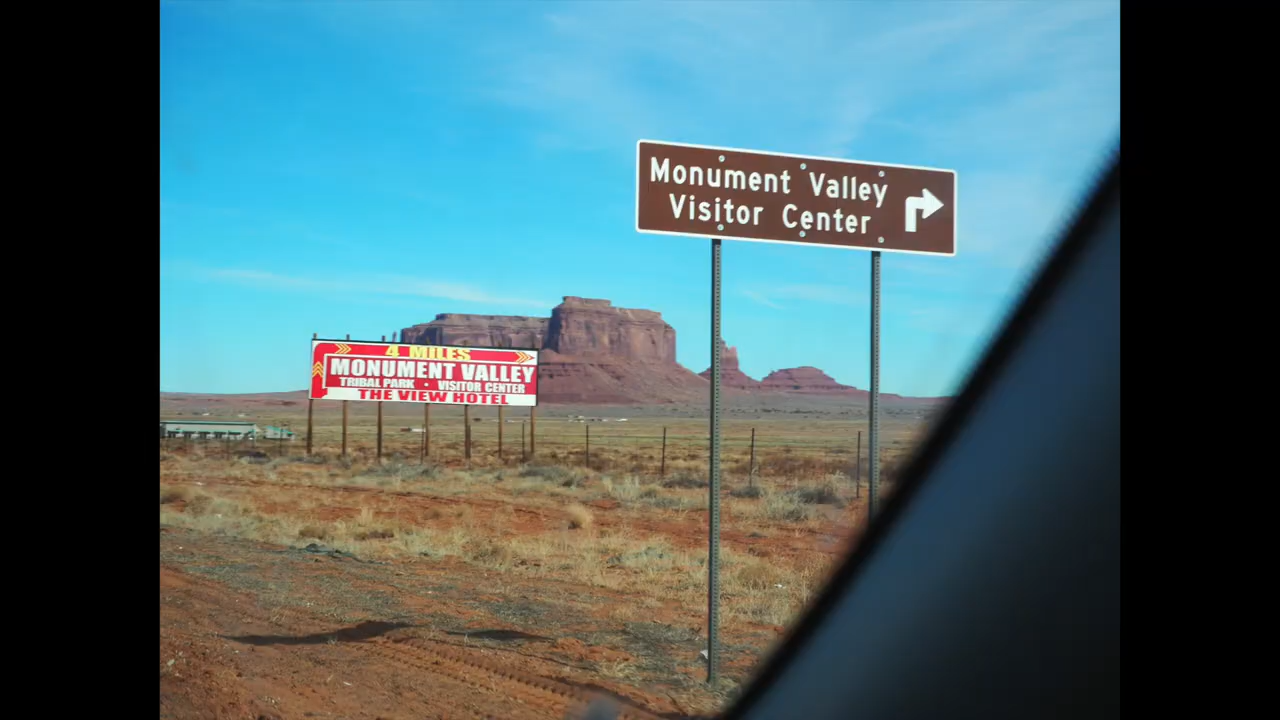 Monument Valley
Visitor Center
4 MILES
MONUMENT VALLEY
TRIBAL PARK • VISITOR CENTER
THE VIEW HOTEL